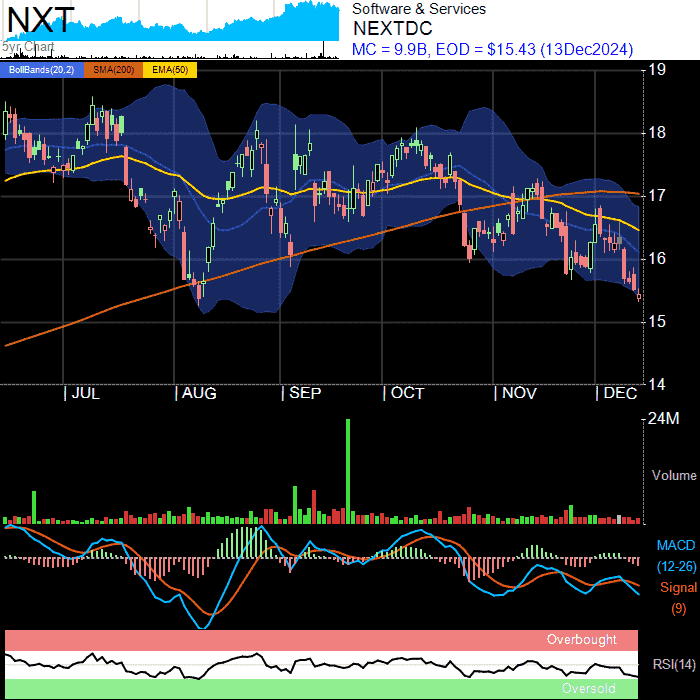 NXT
5yr Chart
Software & Services
NEXTDC
MC = 9.9B, EOD = $15.43 (13Dec2024)
BollBands(20,2) SMA(200) EMA(50)
19
18
17
16
15
14
JUL AUG SEP OCT NOV DEC
24M
Volume
MACD
(12-26)
Signal
(9)
Overbought
RSI(14)
Oversold